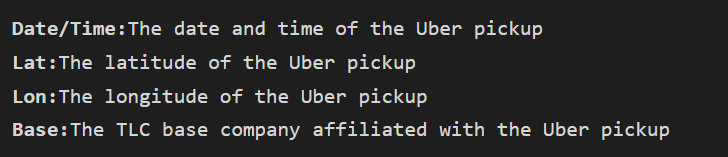 Date/Time:The date and time of the Uber pickup
Lat:The latitude of the Uber pickup
Lon:The longitude of the Uber pickup
Base:The TLC base company affiliated with the Uber pickup